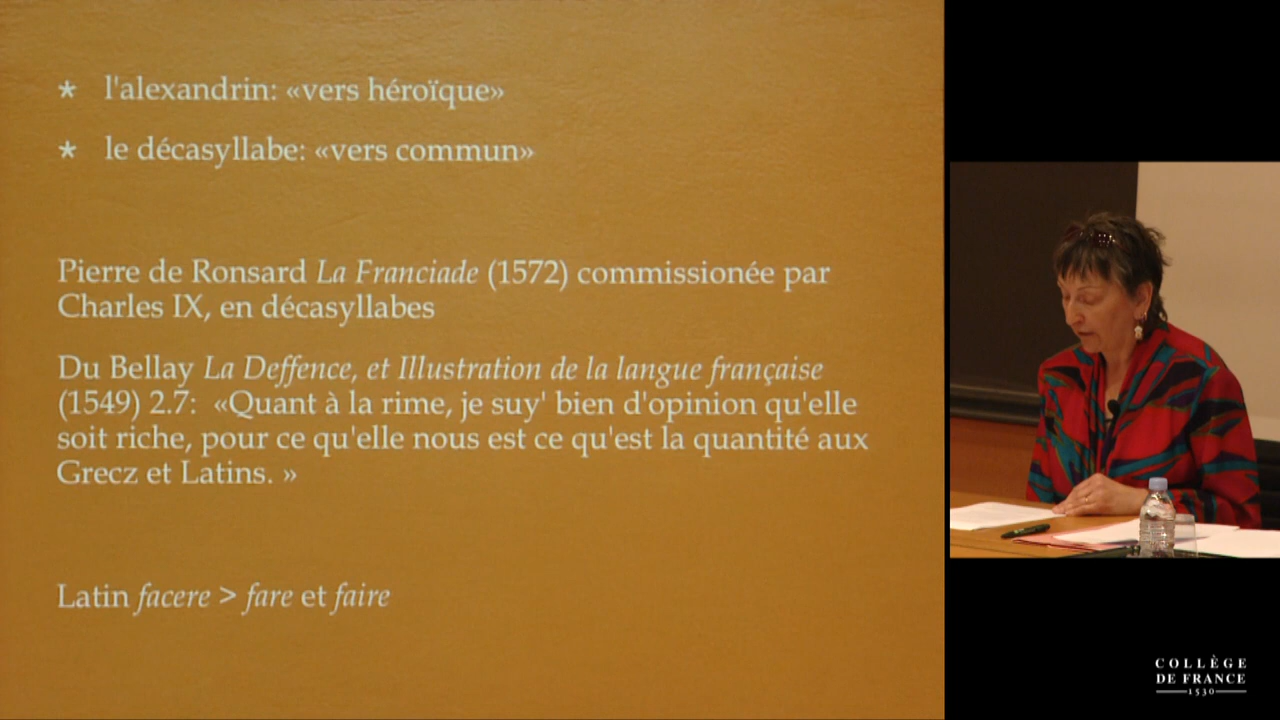 * l'alexandrin: «vers héroïque»
* le décasyllabe: «vers commun»
Pierre de Ronsard La Franciade (1572) commissionée par
Charles IX, en décasyllabes
Du Bellay La Deffence, et Illustration de la langue française
(1549) 2.7: «Quant à la rime, je suy' bien d'opinion qu'elle
soit riche, pour ce qu'elle nous est ce qu'est la quantité aux
Grecz et Latins. »
Latin facere > fare et faire
COLLÈGE
DE FRANCE
1530